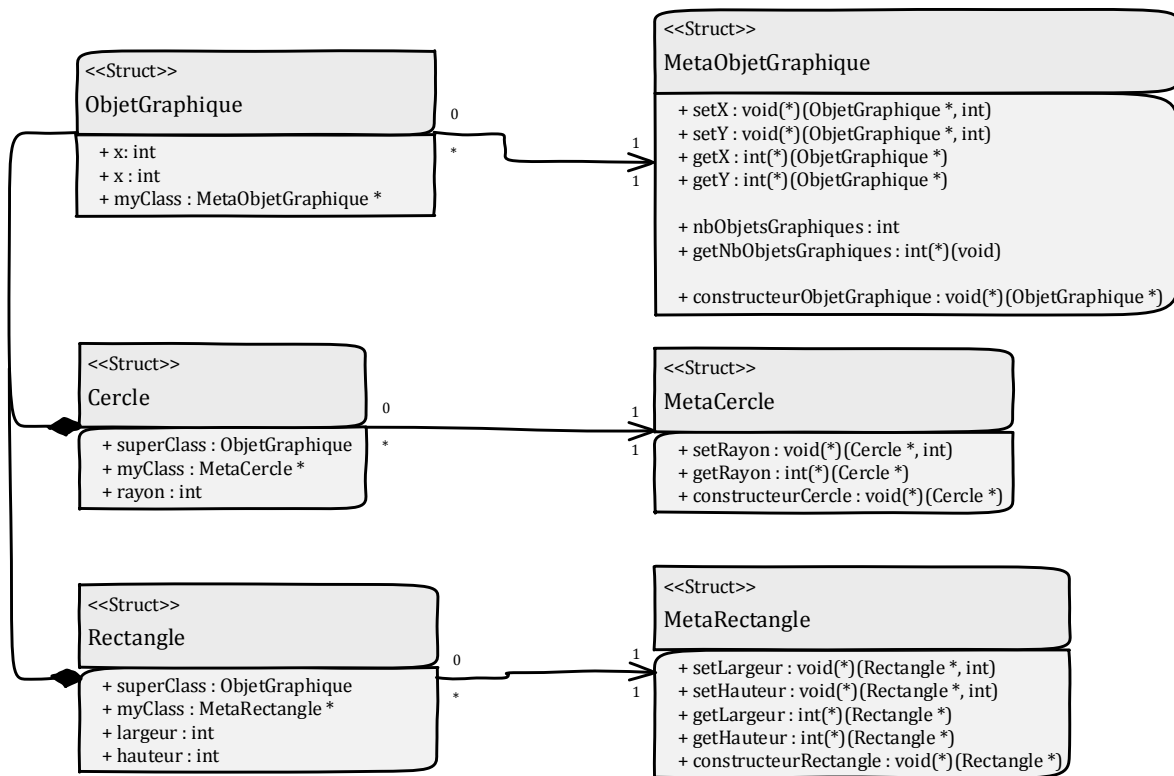 <<Struct>>
ObjetGraphique
+ x: int
+ x : int
+ myClass : MetaObjetGraphique *
0
*
1
1
<<Struct>>
MetaObjetGraphique
+ setX : void(*)(ObjetGraphique *, int)
+ setY : void(*)(ObjetGraphique *, int)
+ getX : int(*)(ObjetGraphique *)
+ getY : int(*)(ObjetGraphique *)
+ nbObjetsGraphiques : int
+ getNbObjetsGraphiques : int(*)(void)
+ constructeurObjetGraphique : void(*)(ObjetGraphique *)
<<Struct>>
Cercle
+ superClass : ObjetGraphique
+ myClass : MetaCercle *
+ rayon : int
0
*
1
1
<<Struct>>
MetaCercle
+ setRayon : void(*)(Cercle *, int)
+ getRayon : int(*)(Cercle *)
+ constructeurCercle : void(*)(Cercle *)
<<Struct>>
Rectangle
+ superClass : ObjetGraphique
+ myClass : MetaRectangle *
+ largeur : int
+ hauteur : int
0
*
1
1
<<Struct>>
MetaRectangle
+ setLargeur : void(*)(Rectangle *, int)
+ setHauteur : void(*)(Rectangle *, int)
+ getLargeur : int(*)(Rectangle *)
+ getHauteur : int(*)(Rectangle *)
+ constructeurRectangle : void(*)(Rectangle *)